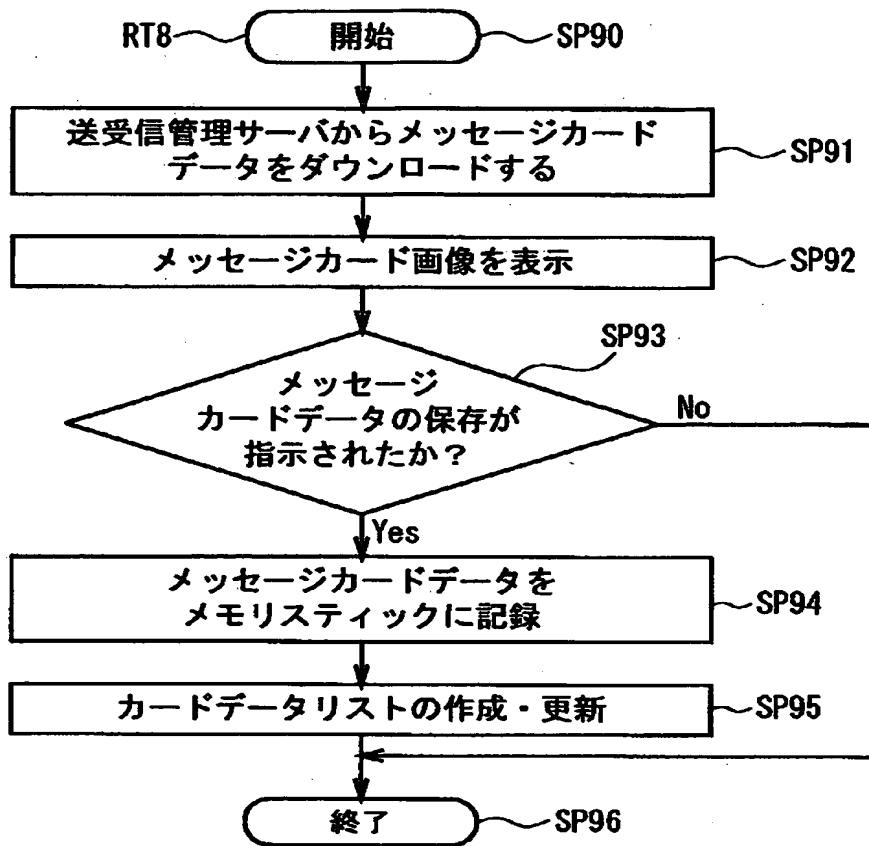 RT8 開始 SP90
送受信管理サーバからメッセージカード
データをダウンロードする
SP91
メッセージカード画像を表示 SP92
SP93
メッセージ
カードデータの保存が
指示されたか?
No
Yes
メッセージカードデータを
メモリスティックに記録
SP94
カードデータリストの作成・更新 SP95
終了 SP96